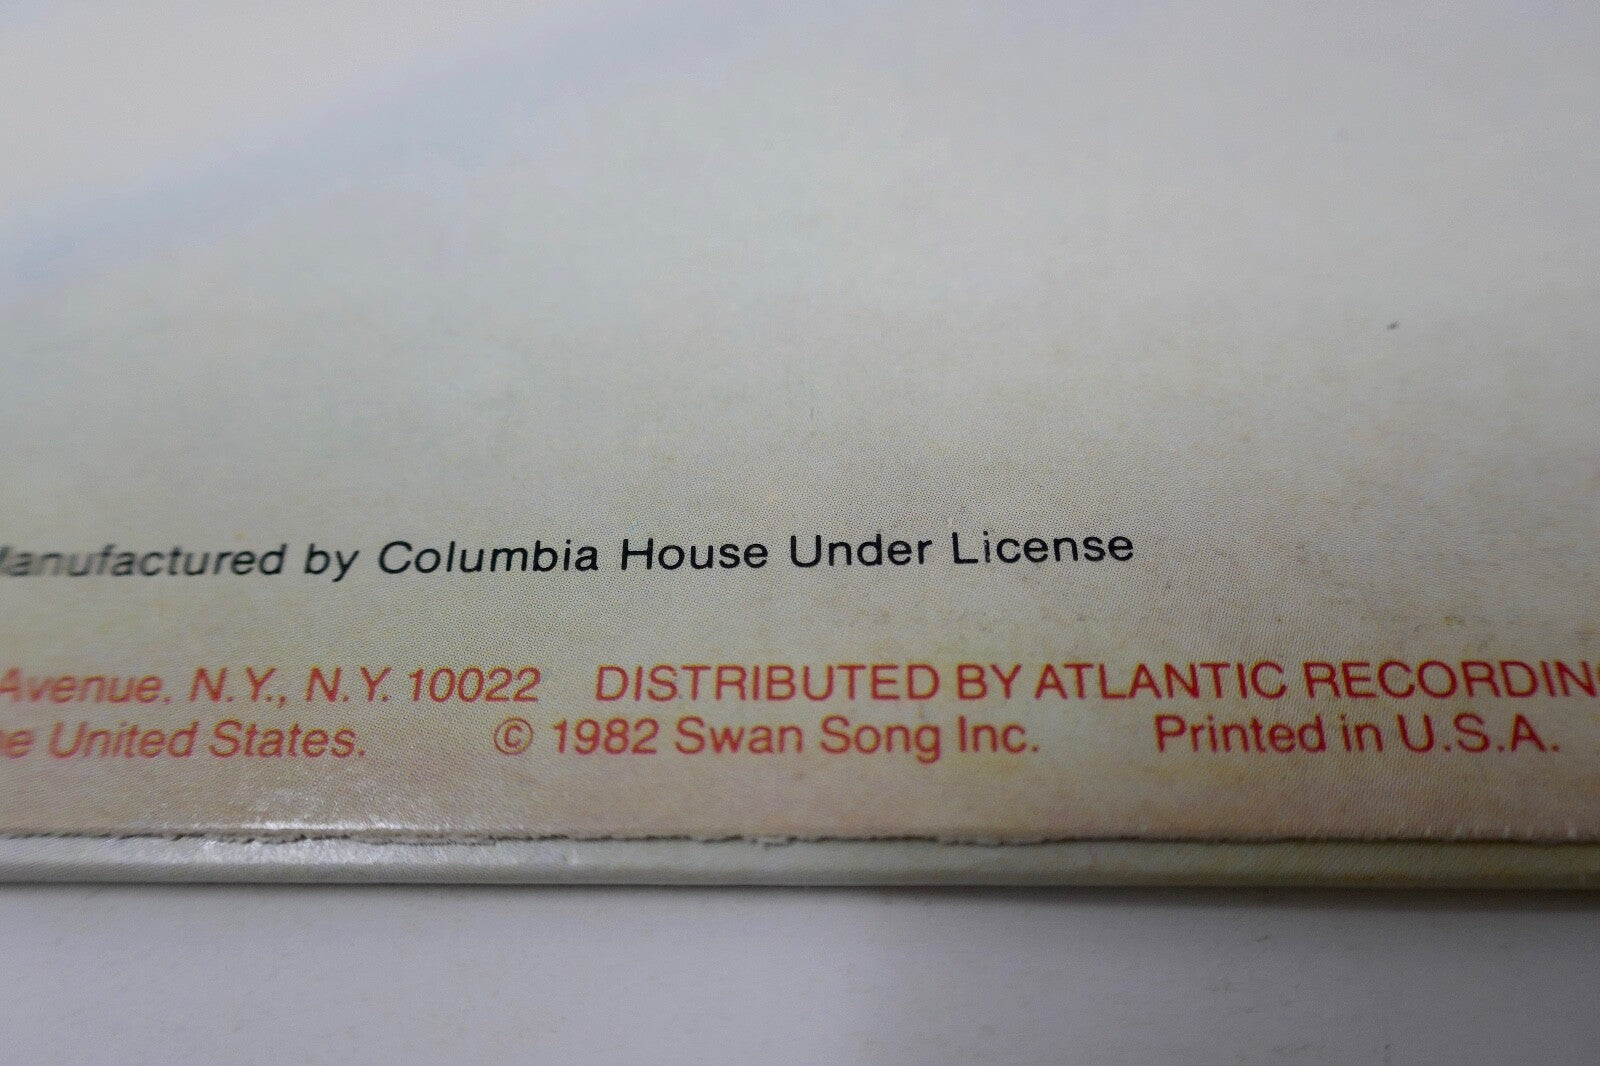 Manufactured by Columbia House Under License
Avenue, N.Y., N.Y. 10022 DISTRIBUTED BY ATLANTIC RECORDING
United States. © 1982 Swan Song Inc. Printed in U.S.A.